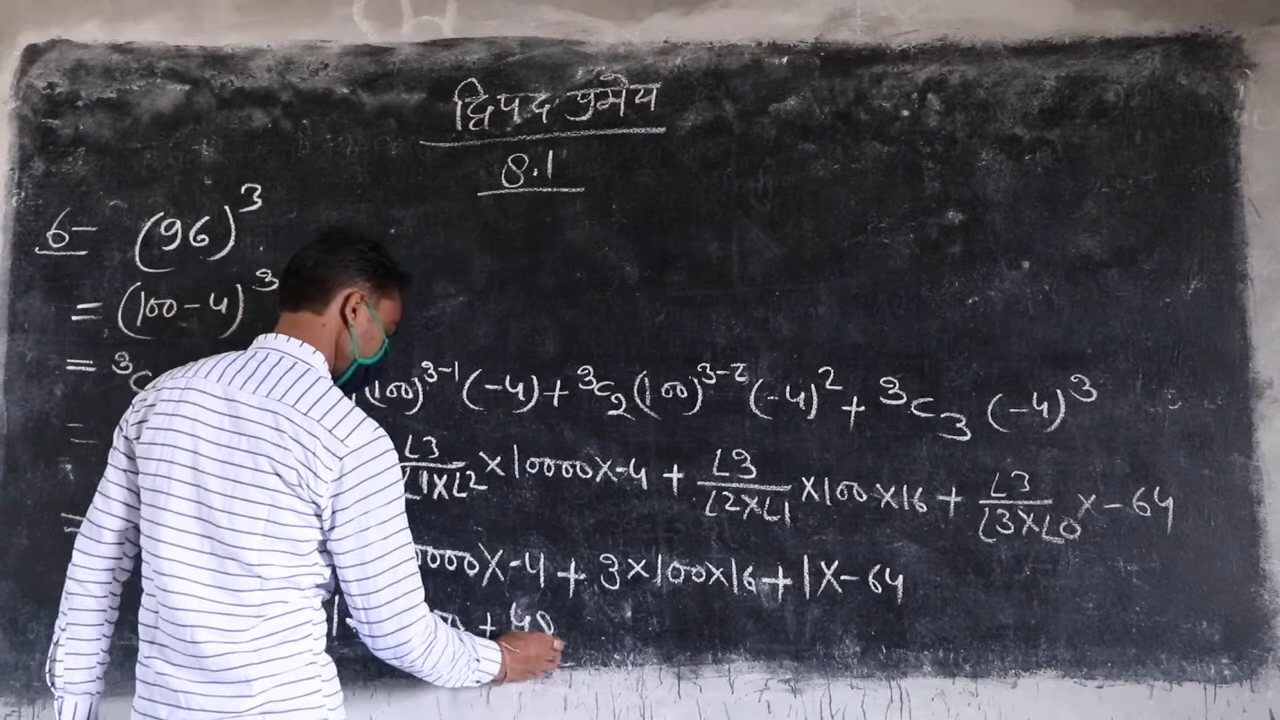 द्विपद प्रमेय
8.1
6- (96)³
= (100-4)³
= ³C (100)³⁻¹(-4) + ³C₂(100)³⁻²(-4)² + ³C₃ (-4)³
= ∟3/∟1×∟2 ×10000×-4 + ∟3/∟2×∟1 ×100×16 + ∟3/∟3×∟0 × -64
= 0000×-4 + 3×100×16 + 1×-64
+ 40